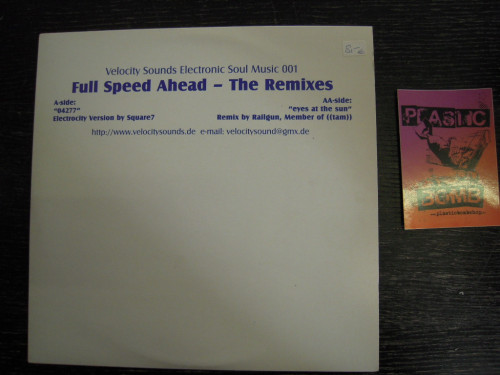 Velocity Sounds Electronic Soul Music 001
Full Speed Ahead – The Remixes
A-side:
"64277"
Electrocity Version by Square7
AA-side:
"eyes at the sun"
Remix by Railgun, Member of ((tam))
http://www.velocitysounds.de e-mail: velocitysound@gmx.de
PLASTIC
BOMB